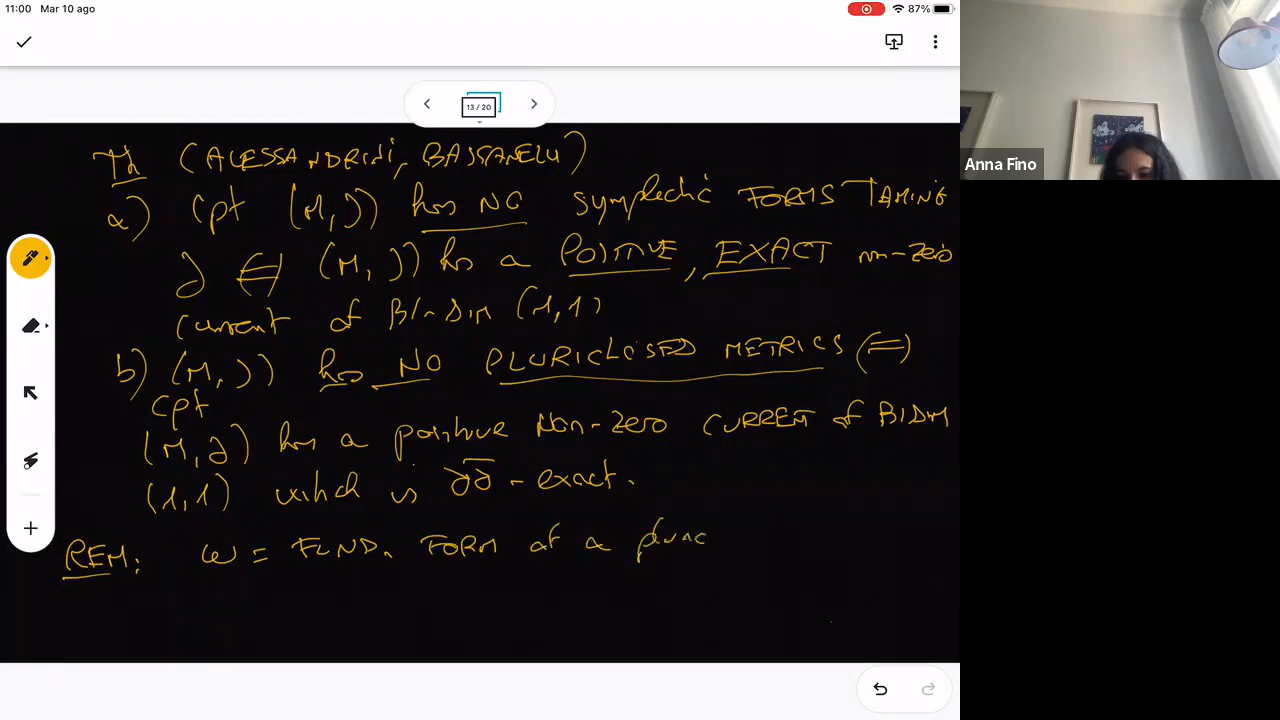 11:00 Mar 10 ago
87%
13 / 20
Th (ALESSANDRINI, BASSANELLI)
a) cpt (M, J) has NO symplectic FORMS TAMING
J ⇔ (M, J) has a POSITIVE, EXACT non-zero
current of BI-DIM (1,1)
b) (M, J) has NO PLURICLOSED METRICS ⇔
cpt
(M, J) has a positive NON-ZERO CURRENT of BIDIM
(1,1) which is ∂∂̄ - exact.
REM: ω = FUND. FORM of a
Anna Fino